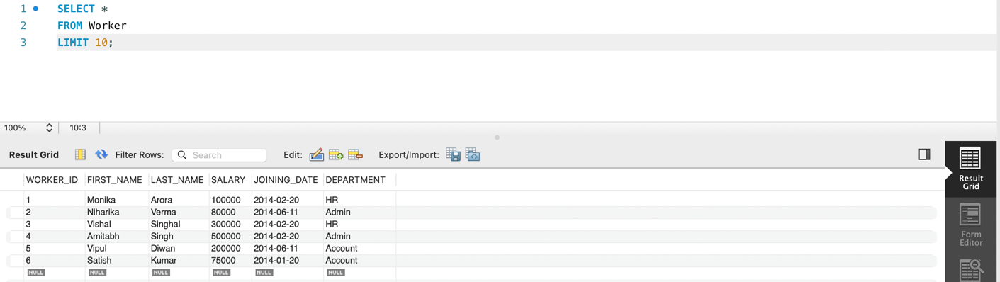 1 SELECT *
2 FROM Worker
3 LIMIT 10;
100% 10:3
Result Grid Filter Rows: Search Edit: Export/Import:
WORKER_ID FIRST_NAME LAST_NAME SALARY JOINING_DATE DEPARTMENT
1 Monika Arora 100000 2014-02-20 HR
2 Niharika Verma 80000 2014-06-11 Admin
3 Vishal Singhal 300000 2014-02-20 HR
4 Amitabh Singh 500000 2014-02-20 Admin
5 Vipul Diwan 200000 2014-06-11 Account
6 Satish Kumar 75000 2014-01-20 Account
NULL NULL NULL NULL NULL NULL
Result
Grid
Form
Editor